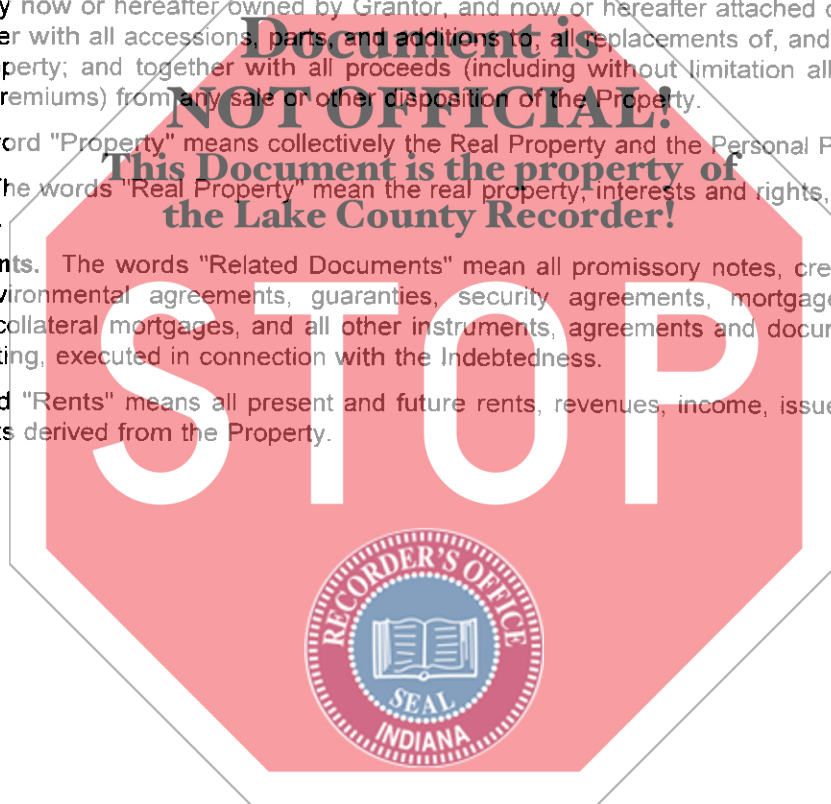 y now or hereafter owned by Grantor, and now or hereafter attached
Document is
er with all accessions, parts, and additions to, all replacements of, and
perty; and together with all proceeds (including without limitation all
remiums) from any sale or other disposition of the Property.
NOT OFFICIAL!
ord "Property" means collectively the Real Property and the Personal P
This Document is the property of
he words "Real Property" mean the real property, interests and rights,
the Lake County Recorder!
nts. The words "Related Documents" mean all promissory notes, cre
vironmental agreements, guaranties, security agreements, mortgage
collateral mortgages, and all other instruments, agreements and docum
ting, executed in connection with the Indebtedness.
d "Rents" means all present and future rents, revenues, income, issue
ts derived from the Property.
STOP
RECORDER'S OFFICE
SEAL
INDIANA